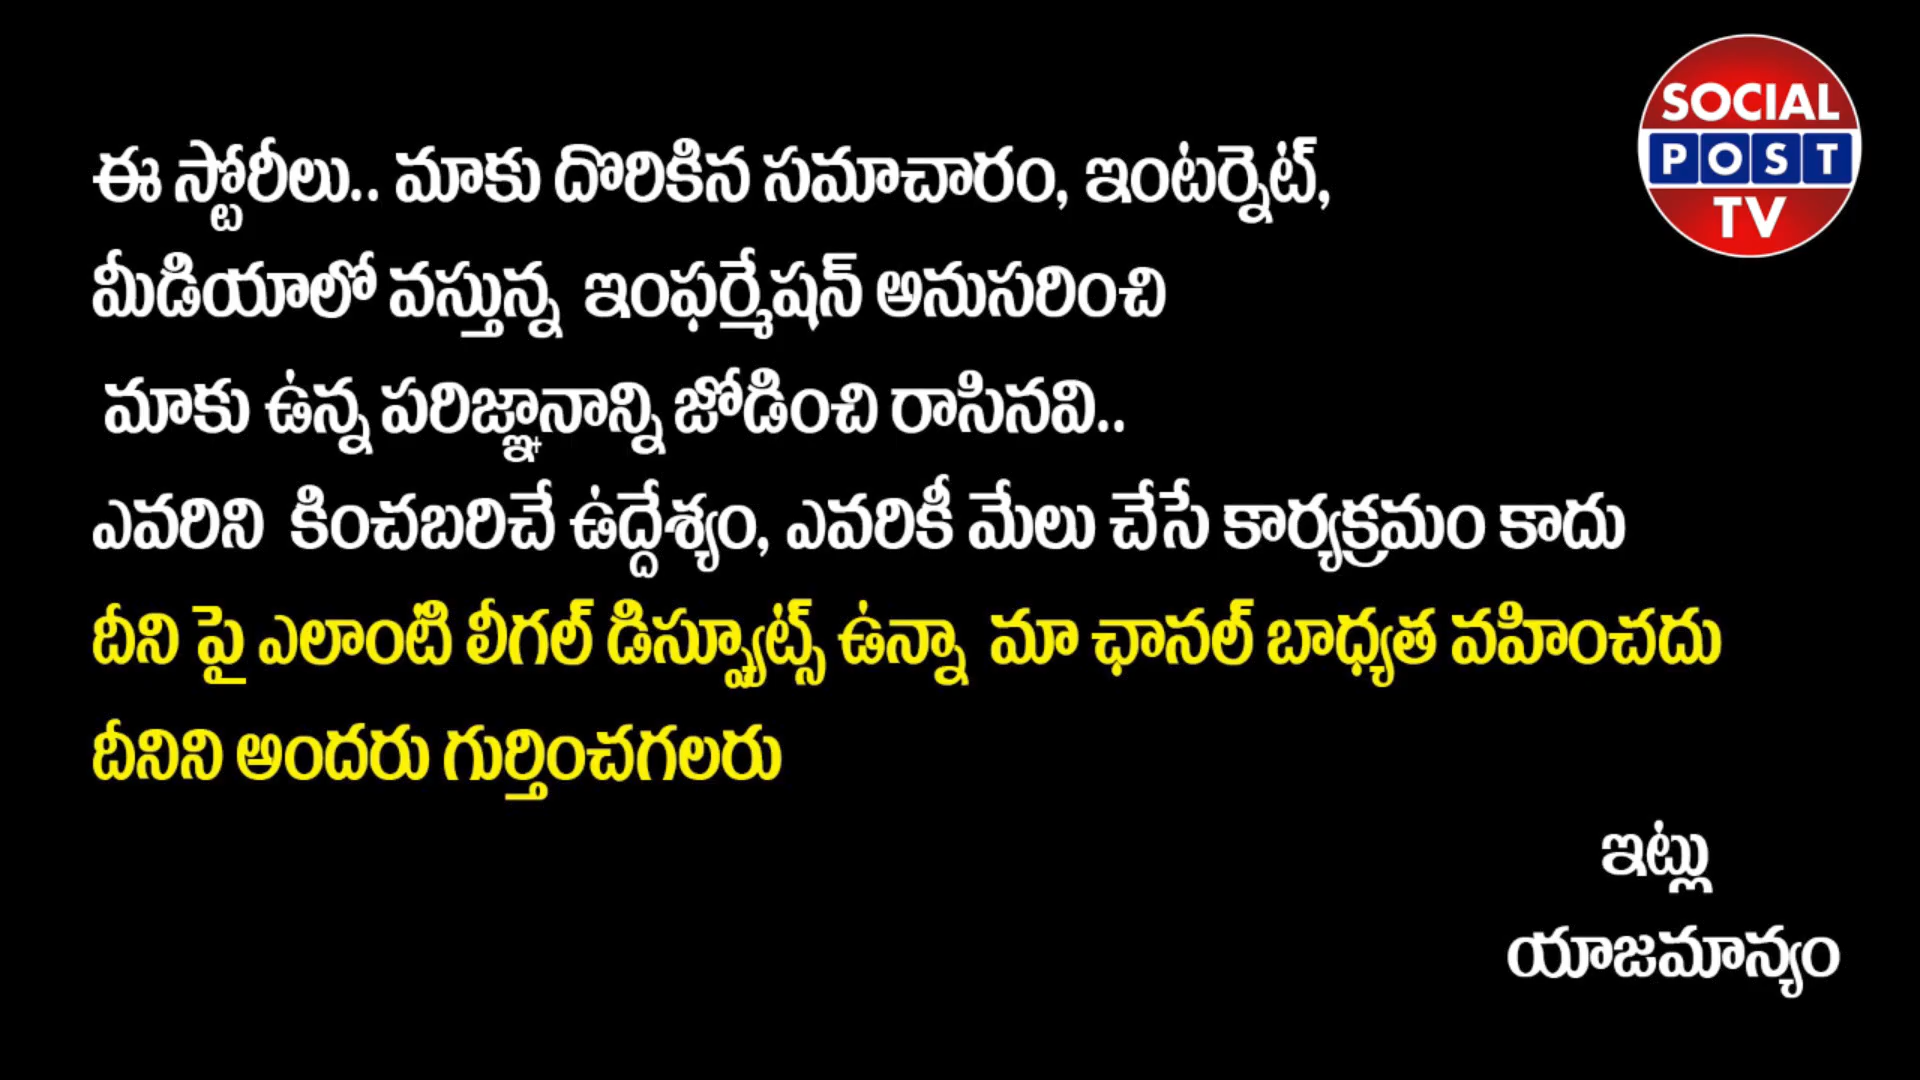 SOCIAL
POST
TV
ఈ స్టోరీలు.. మాకు దొరికిన సమాచారం, ఇంటర్నెట్,
మీడియాలో వస్తున్న ఇంఫర్మేషన్ అనుసరించి
మాకు ఉన్న పరిజ్ఞానాన్ని జోడించి రాసినవి..
ఎవరిని కించబరిచే ఉద్దేశ్యం, ఎవరికీ మేలు చేసే కార్యక్రమం కాదు
దీని పై ఎలాంటి లీగల్ డిస్ప్యూట్స్ ఉన్నా మా ఛానల్ బాధ్యత వహించదు
దీనిని అందరు గుర్తించగలరు
ఇట్లు
యాజమాన్యం